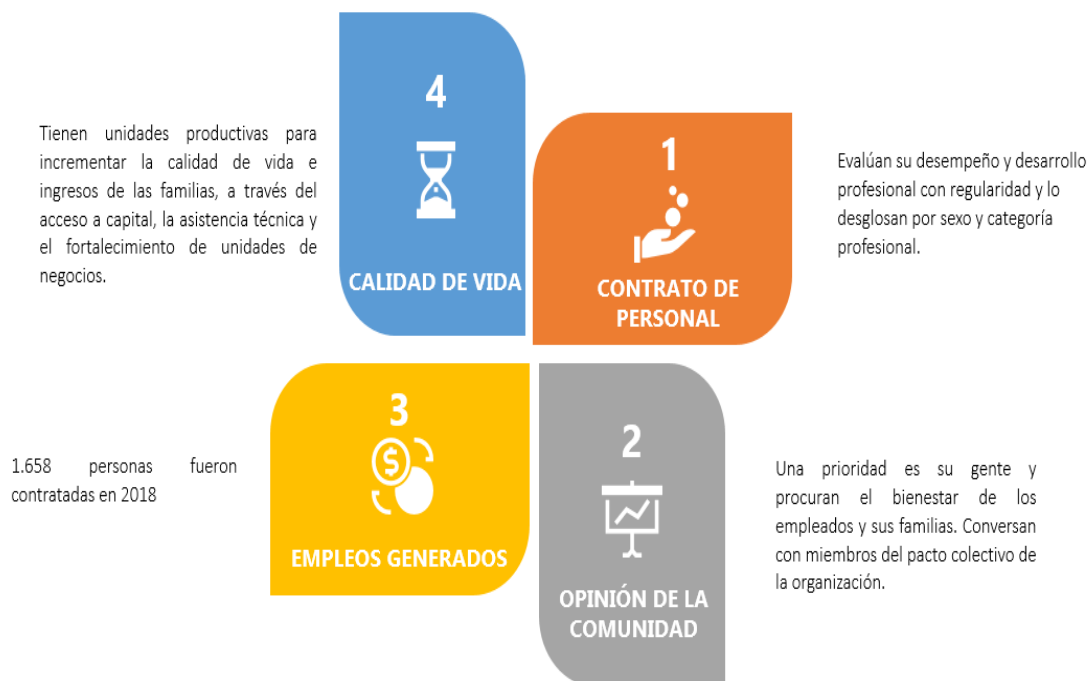 4
CALIDAD DE VIDA
Tienen unidades productivas para
incrementar la calidad de vida e
ingresos de las familias, a través del
acceso a capital, la asistencia técnica y
el fortalecimiento de unidades de
negocios.
1
CONTRATO DE
PERSONAL
Evalúan su desempeño y desarrollo
profesional con regularidad y lo
desglosan por sexo y categoría
profesional.
3
$
EMPLEOS GENERADOS
1.658 personas fueron
contratadas en 2018
2
OPINIÓN DE LA
COMUNIDAD
Una prioridad es su gente y
procuran el bienestar de los
empleados y sus familias. Conversan
con miembros del pacto colectivo de
la organización.